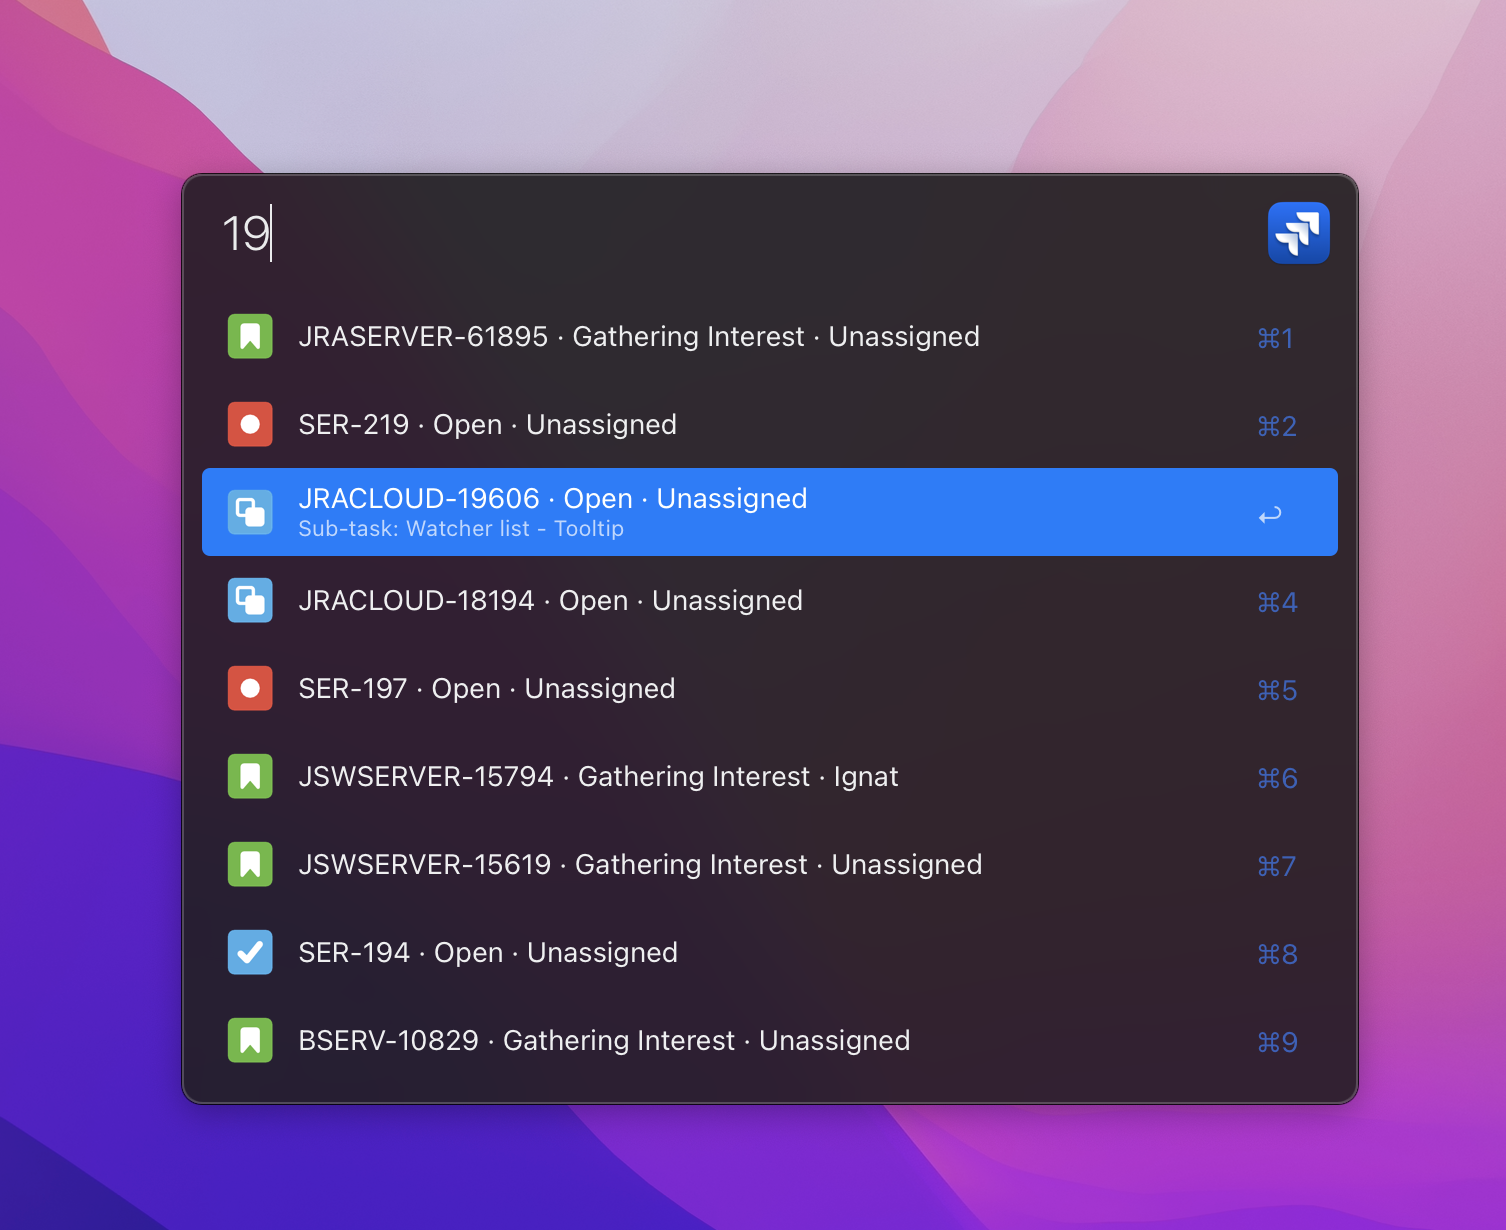 19
JRASERVER-61895 · Gathering Interest · Unassigned ⌘1
SER-219 · Open · Unassigned ⌘2
JRACLOUD-19606 · Open · Unassigned ↩
Sub-task: Watcher list - Tooltip
JRACLOUD-18194 · Open · Unassigned ⌘4
SER-197 · Open · Unassigned ⌘5
JSWSERVER-15794 · Gathering Interest · Ignat ⌘6
JSWSERVER-15619 · Gathering Interest · Unassigned ⌘7
SER-194 · Open · Unassigned ⌘8
BSERV-10829 · Gathering Interest · Unassigned ⌘9